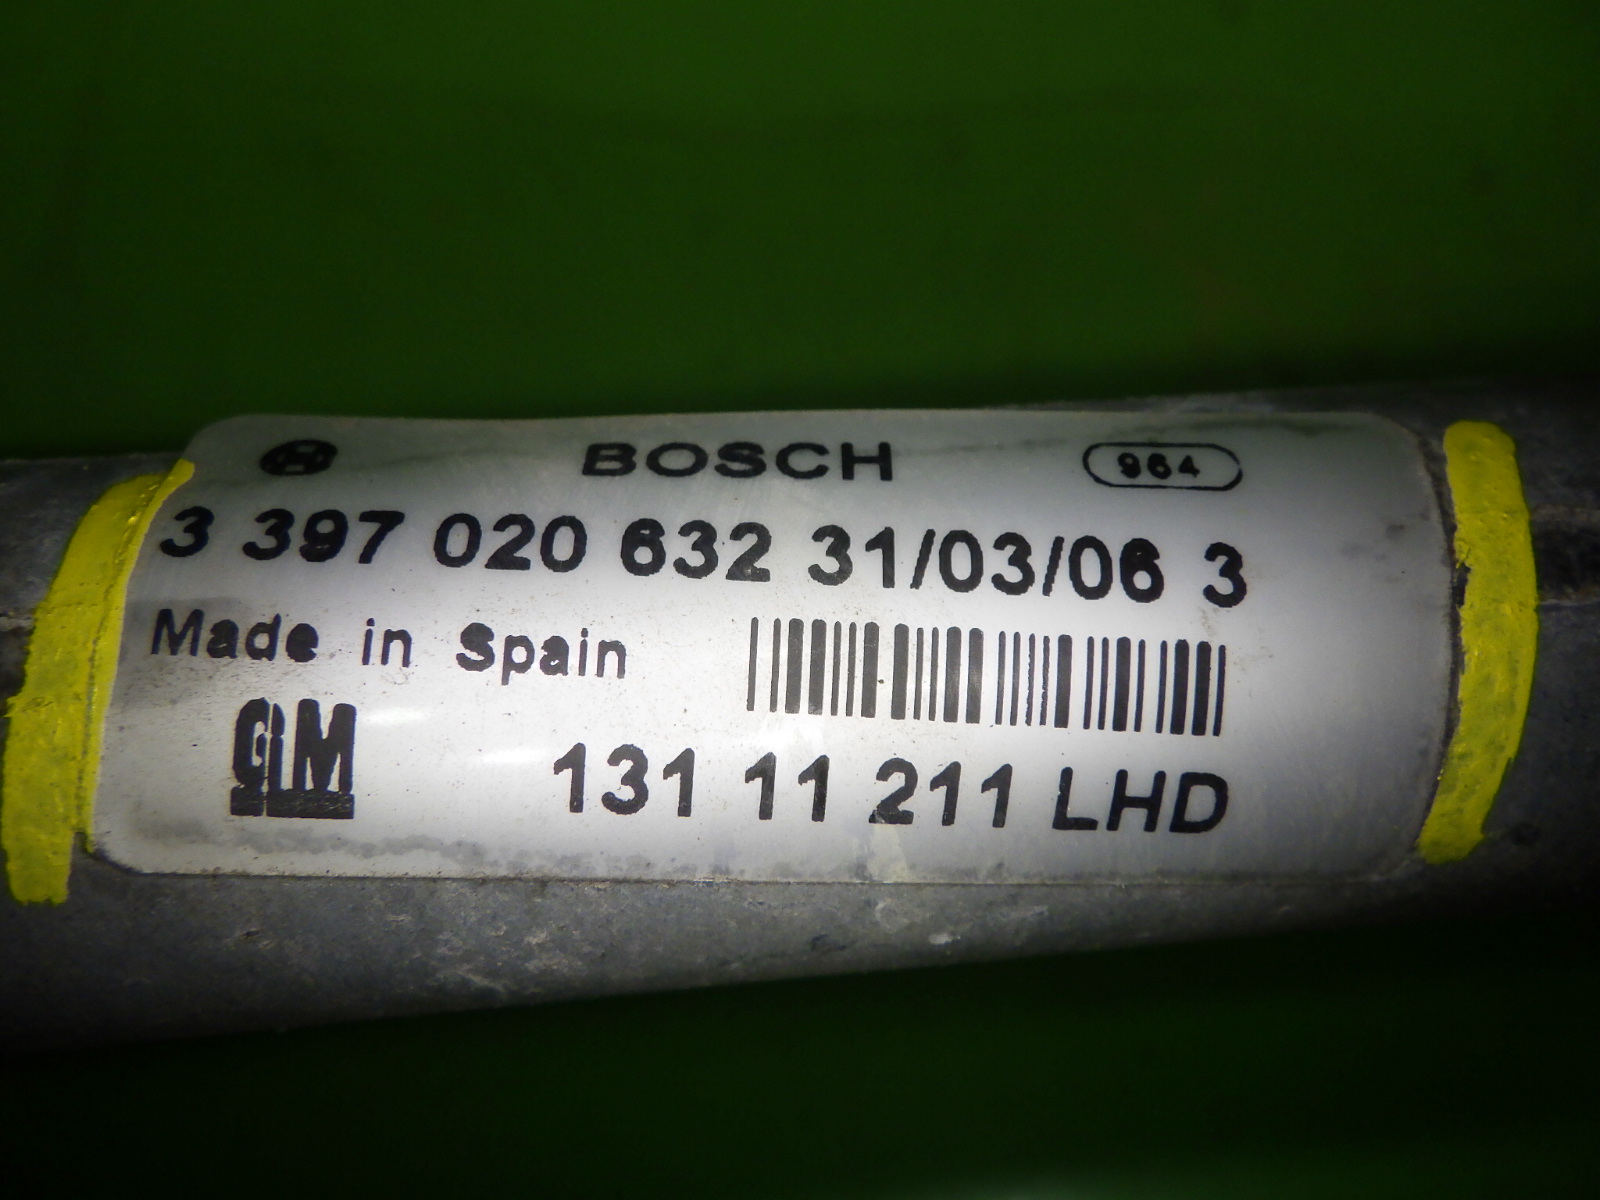 BOSCH 964
3 397 020 632 31/03/06 3
Made in Spain
GM 131 11 211 LHD